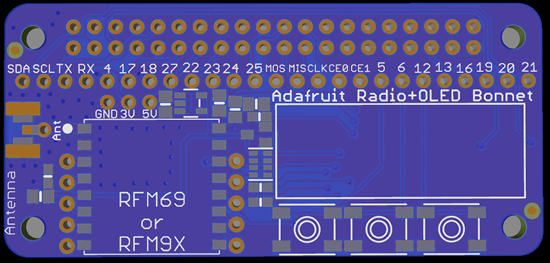 SDA SCL TX RX 4 17 18 27 22 23 24 25 MOS MISCLKCE0 CE1 5 6 12 13 16 19 20 21
GND 3V 5V
Adafruit Radio+OLED Bonnet
Ant
Antenna
RFM69
or
RFM9X